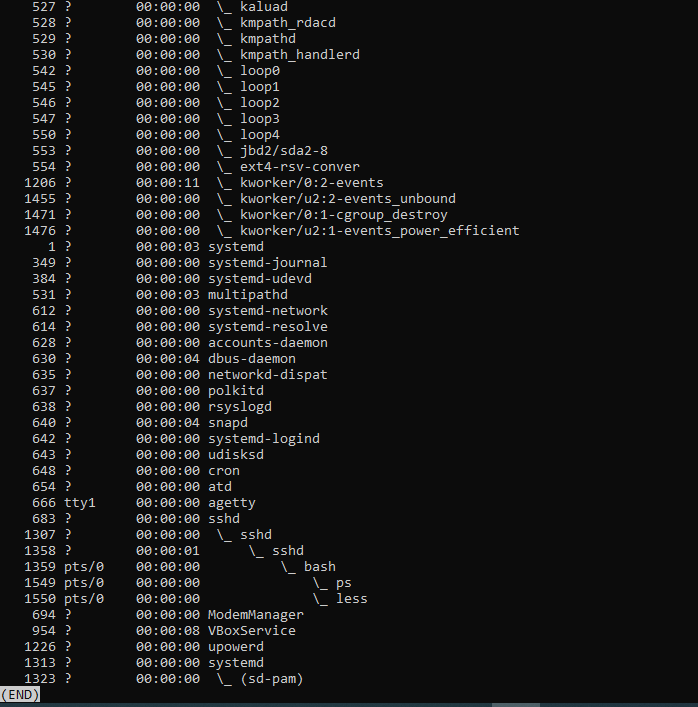 527 ?        00:00:00  \_ kaluad
528 ?        00:00:00  \_ kmpath_rdacd
529 ?        00:00:00  \_ kmpathd
530 ?        00:00:00  \_ kmpath_handlerd
542 ?        00:00:00  \_ loop0
545 ?        00:00:00  \_ loop1
546 ?        00:00:00  \_ loop2
547 ?        00:00:00  \_ loop3
550 ?        00:00:00  \_ loop4
553 ?        00:00:00  \_ jbd2/sda2-8
554 ?        00:00:00  \_ ext4-rsv-conver
1206 ?        00:00:11  \_ kworker/0:2-events
1455 ?        00:00:00  \_ kworker/u2:2-events_unbound
1471 ?        00:00:00  \_ kworker/0:1-cgroup_destroy
1476 ?        00:00:00  \_ kworker/u2:1-events_power_efficient
1 ?        00:00:03 systemd
349 ?        00:00:00 systemd-journal
384 ?        00:00:00 systemd-udevd
531 ?        00:00:03 multipathd
612 ?        00:00:00 systemd-network
614 ?        00:00:00 systemd-resolve
628 ?        00:00:00 accounts-daemon
630 ?        00:00:04 dbus-daemon
635 ?        00:00:00 networkd-dispat
637 ?        00:00:00 polkitd
638 ?        00:00:00 rsyslogd
640 ?        00:00:04 snapd
642 ?        00:00:00 systemd-logind
643 ?        00:00:00 udisksd
648 ?        00:00:00 cron
654 ?        00:00:00 atd
666 tty1     00:00:00 agetty
683 ?        00:00:00 sshd
1307 ?        00:00:00  \_ sshd
1358 ?        00:00:01      \_ sshd
1359 pts/0    00:00:00          \_ bash
1549 pts/0    00:00:00              \_ ps
1550 pts/0    00:00:00              \_ less
694 ?        00:00:00 ModemManager
954 ?        00:00:08 VBoxService
1226 ?        00:00:00 upowerd
1313 ?        00:00:00 systemd
1323 ?        00:00:00  \_ (sd-pam)
(END)